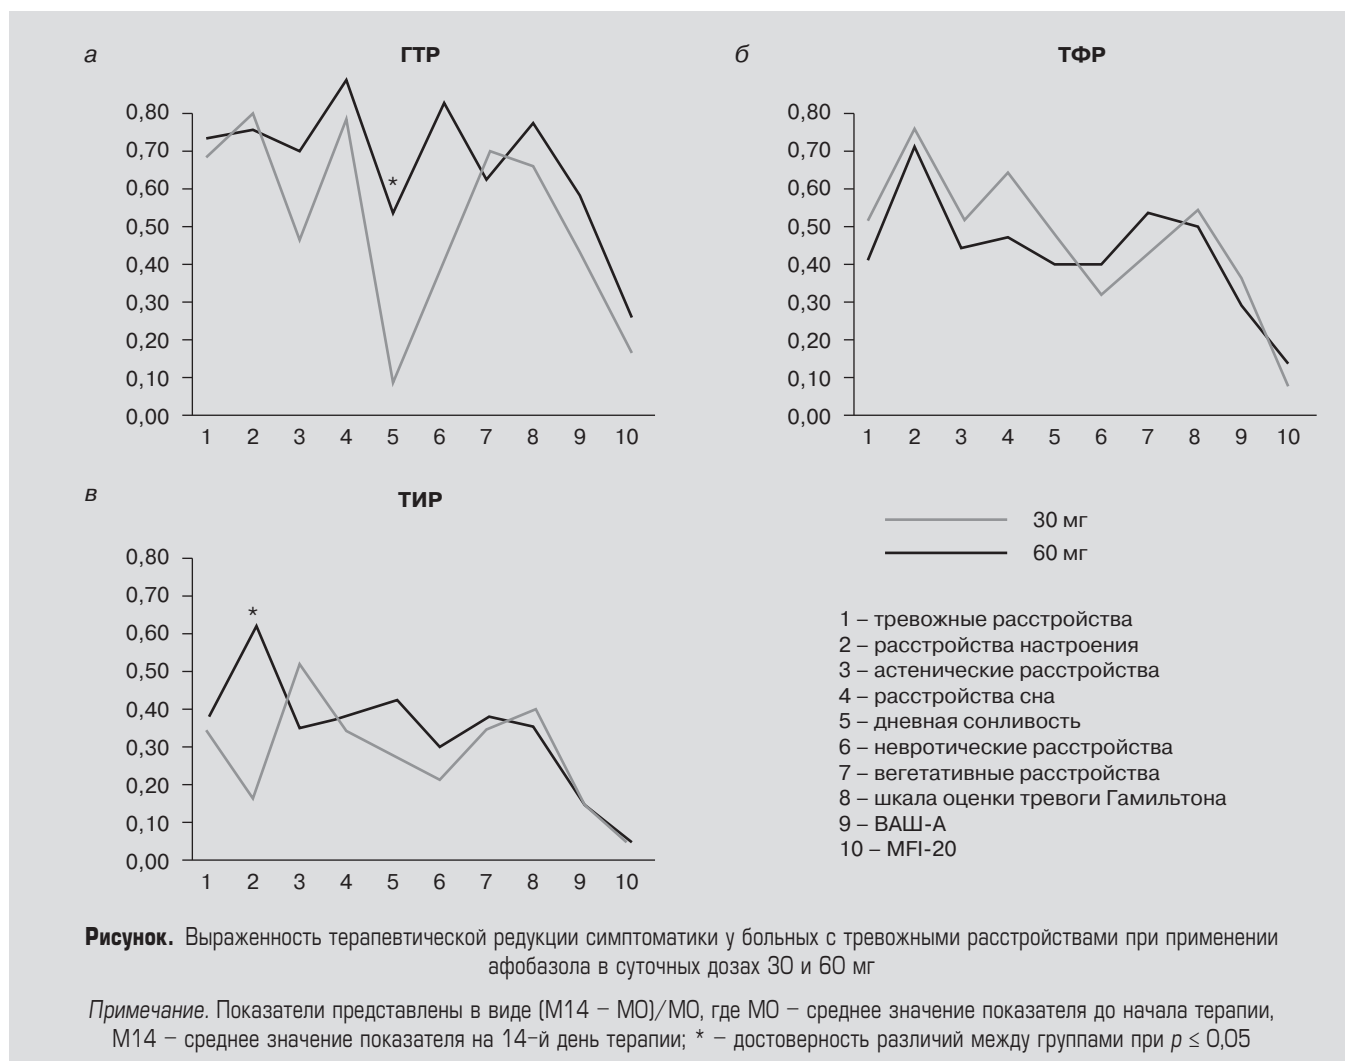 а
ГТР
0,80
0,70
0,60
0,50
0,40
0,30
0,20
0,10
0,00
*
1 2 3 4 5 6 7 8 9 10
б
ТФР
0,80
0,70
0,60
0,50
0,40
0,30
0,20
0,10
0,00
1 2 3 4 5 6 7 8 9 10
в
ТИР
0,80
0,70
0,60
0,50
0,40
0,30
0,20
0,10
0,00
*
1 2 3 4 5 6 7 8 9 10
30 мг
60 мг
1 – тревожные расстройства
2 – расстройства настроения
3 – астенические расстройства
4 – расстройства сна
5 – дневная сонливость
6 – невротические расстройства
7 – вегетативные расстройства
8 – шкала оценки тревоги Гамильтона
9 – ВАШ-А
10 – MFI-20
Рисунок. Выраженность терапевтической редукции симптоматики у больных с тревожными расстройствами при применении
афобазола в суточных дозах 30 и 60 мг
Примечание. Показатели представлены в виде (М14 – М0)/М0, где М0 – среднее значение показателя до начала терапии,
М14 – среднее значение показателя на 14-й день терапии; * – достоверность различий между группами при p ≤ 0,05